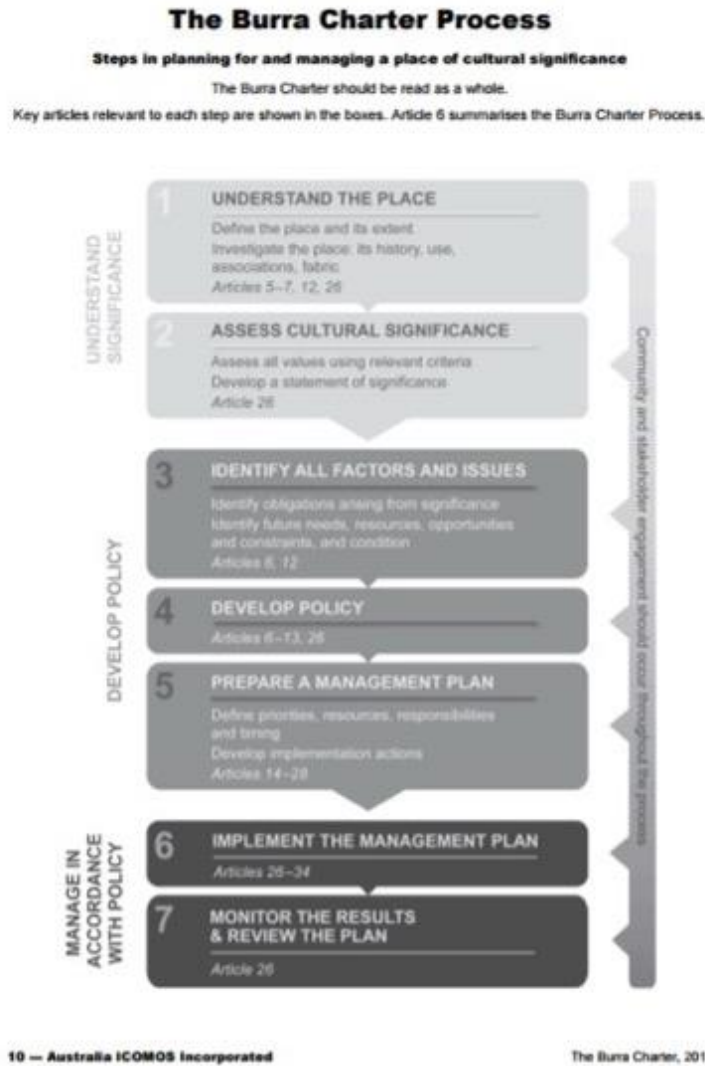 The Burra Charter Process
Steps in planning for and managing a place of cultural significance
The Burra Charter should be read as a whole.
Key articles relevant to each step are shown in the boxes. Article 6 summarises the Burra Charter Process.
UNDERSTAND
SIGNIFICANCE
1
UNDERSTAND THE PLACE
Define the place and its extent
Investigate the place: its history, use,
associations, fabric
Articles 5–7, 12, 26
2
ASSESS CULTURAL SIGNIFICANCE
Assess all values using relevant criteria
Develop a statement of significance
Article 26
DEVELOP POLICY
3
IDENTIFY ALL FACTORS AND ISSUES
Identify obligations arising from significance
Identify future needs, resources, opportunities
and constraints, and condition
Articles 6, 12
4
DEVELOP POLICY
Articles 6–13, 26
5
PREPARE A MANAGEMENT PLAN
Define priorities, resources, responsibilities
and timing
Develop implementation actions
Articles 14–28
MANAGE IN
ACCORDANCE
WITH POLICY
6
IMPLEMENT THE MANAGEMENT PLAN
Articles 26–34
7
MONITOR THE RESULTS
& REVIEW THE PLAN
Article 26
Community and stakeholder engagement should occur throughout the process
10 — Australia ICOMOS Incorporated
The Burra Charter, 201